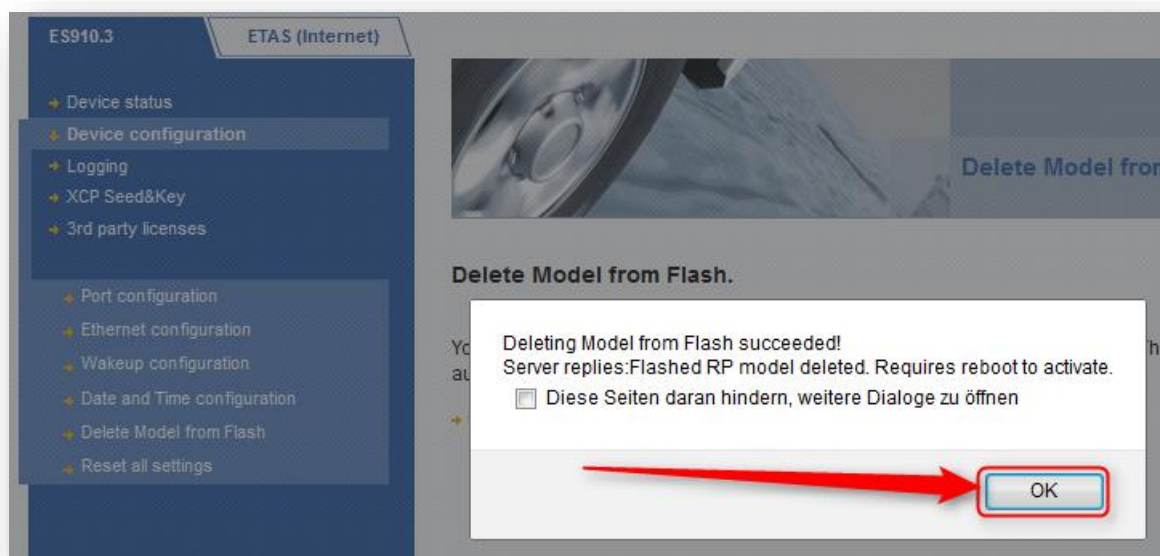 ES910.3
ETAS (Internet)
Device status
Device configuration
Logging
XCP Seed&Key
3rd party licenses
Port configuration
Ethernet configuration
Wakeup configuration
Date and Time configuration
Delete Model from Flash
Reset all settings
Delete Model from
Delete Model from Flash.
Deleting Model from Flash succeeded!
Server replies:Flashed RP model deleted. Requires reboot to activate.
Diese Seiten daran hindern, weitere Dialoge zu öffnen
OK